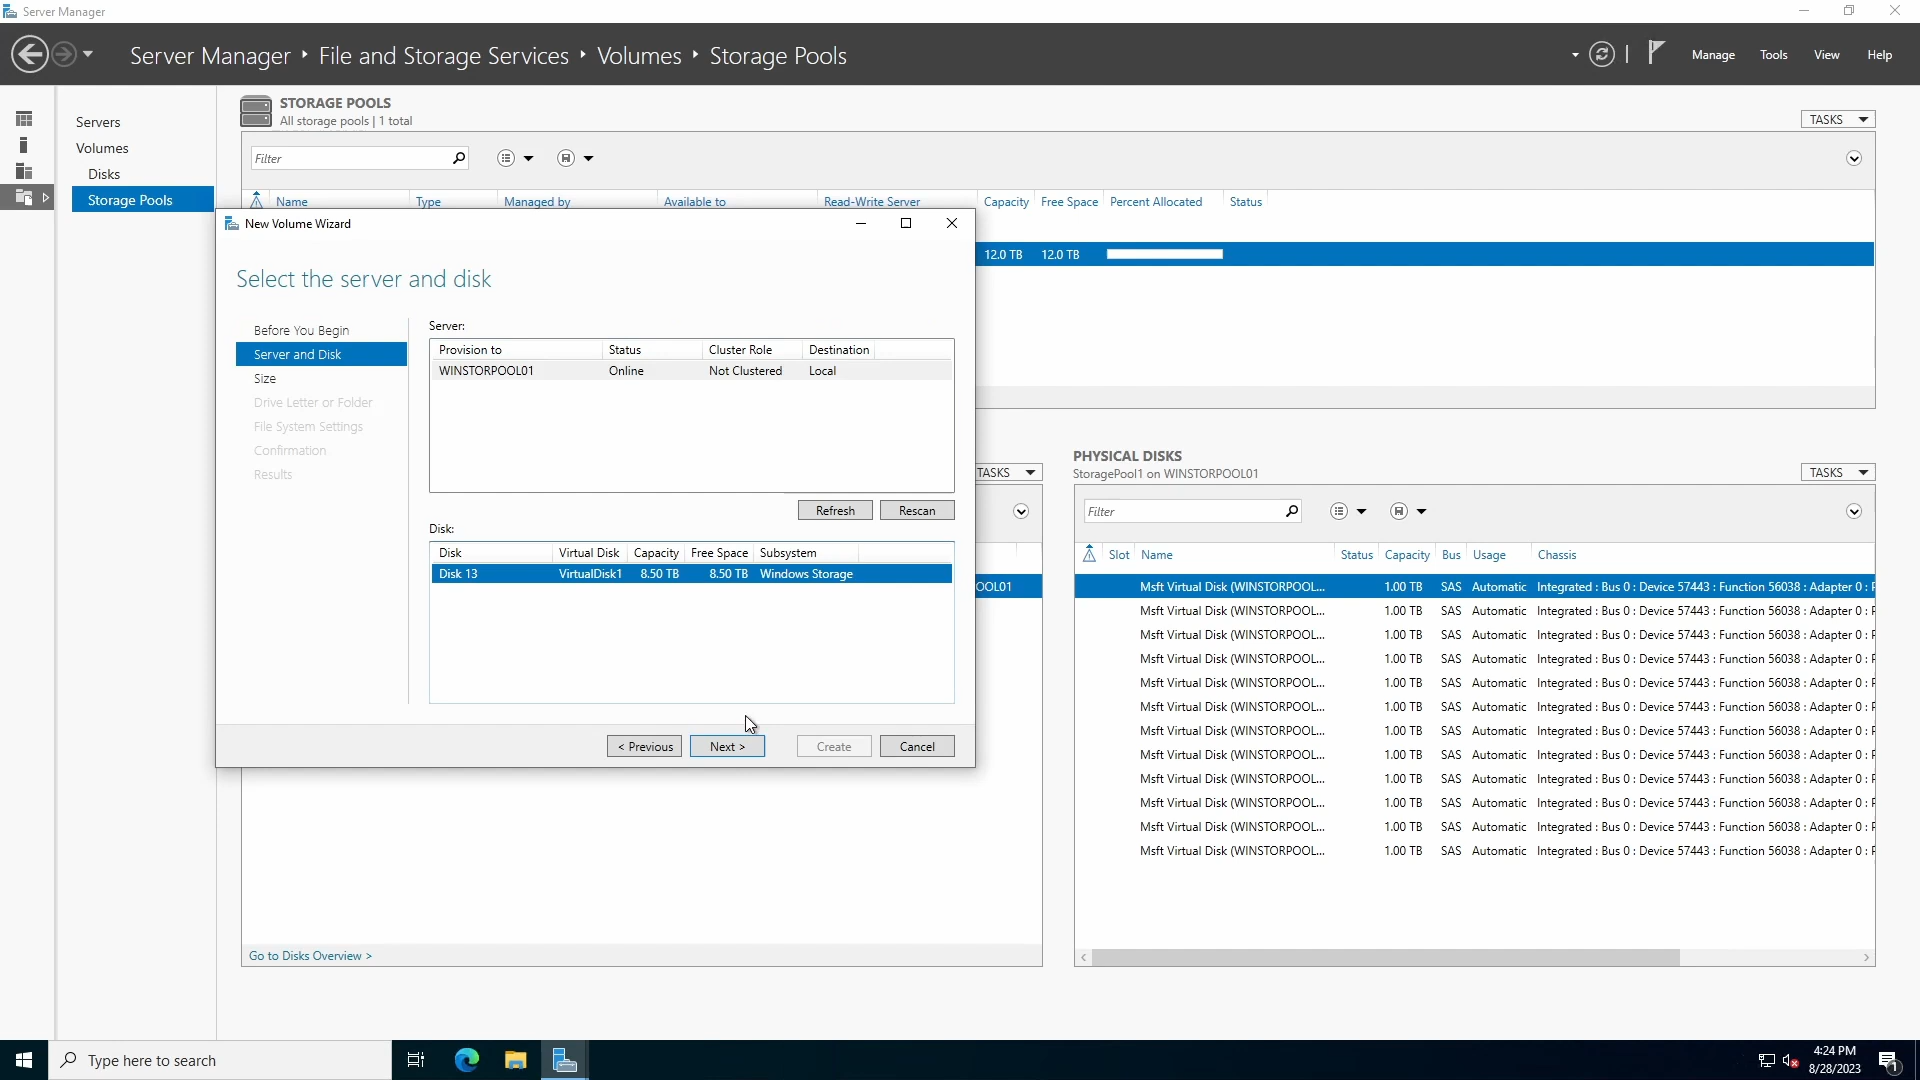 Server Manager
Server Manager ‣ File and Storage Services ‣ Volumes ‣ Storage Pools
Manage Tools View Help
Servers
Volumes
Disks
Storage Pools
STORAGE POOLS
All storage pools | 1 total
TASKS
Filter
Name Type Managed by Available to Read-Write Server Capacity Free Space Percent Allocated Status
12.0 TB 12.0 TB
New Volume Wizard
Select the server and disk
Before You Begin
Server and Disk
Size
Drive Letter or Folder
File System Settings
Confirmation
Results
Server:
Provision to Status Cluster Role Destination
WINSTORPOOL01 Online Not Clustered Local
Refresh Rescan
Disk:
Disk Virtual Disk Capacity Free Space Subsystem
Disk 13 VirtualDisk1 8.50 TB 8.50 TB Windows Storage
< Previous Next > Create Cancel
TASKS
OOL01
Go to Disks Overview >
PHYSICAL DISKS
StoragePool1 on WINSTORPOOL01
TASKS
Filter
Slot Name Status Capacity Bus Usage Chassis
Msft Virtual Disk (WINSTORPOOL... 1.00 TB SAS Automatic Integrated : Bus 0 : Device 57443 : Function 56038 : Adapter 0 :
Msft Virtual Disk (WINSTORPOOL... 1.00 TB SAS Automatic Integrated : Bus 0 : Device 57443 : Function 56038 : Adapter 0 :
Msft Virtual Disk (WINSTORPOOL... 1.00 TB SAS Automatic Integrated : Bus 0 : Device 57443 : Function 56038 : Adapter 0 :
Msft Virtual Disk (WINSTORPOOL... 1.00 TB SAS Automatic Integrated : Bus 0 : Device 57443 : Function 56038 : Adapter 0 :
Msft Virtual Disk (WINSTORPOOL... 1.00 TB SAS Automatic Integrated : Bus 0 : Device 57443 : Function 56038 : Adapter 0 :
Msft Virtual Disk (WINSTORPOOL... 1.00 TB SAS Automatic Integrated : Bus 0 : Device 57443 : Function 56038 : Adapter 0 :
Msft Virtual Disk (WINSTORPOOL... 1.00 TB SAS Automatic Integrated : Bus 0 : Device 57443 : Function 56038 : Adapter 0 :
Msft Virtual Disk (WINSTORPOOL... 1.00 TB SAS Automatic Integrated : Bus 0 : Device 57443 : Function 56038 : Adapter 0 :
Msft Virtual Disk (WINSTORPOOL... 1.00 TB SAS Automatic Integrated : Bus 0 : Device 57443 : Function 56038 : Adapter 0 :
Msft Virtual Disk (WINSTORPOOL... 1.00 TB SAS Automatic Integrated : Bus 0 : Device 57443 : Function 56038 : Adapter 0 :
Msft Virtual Disk (WINSTORPOOL... 1.00 TB SAS Automatic Integrated : Bus 0 : Device 57443 : Function 56038 : Adapter 0 :
Msft Virtual Disk (WINSTORPOOL... 1.00 TB SAS Automatic Integrated : Bus 0 : Device 57443 : Function 56038 : Adapter 0 :
Type here to search
4:24 PM
8/28/2023
1